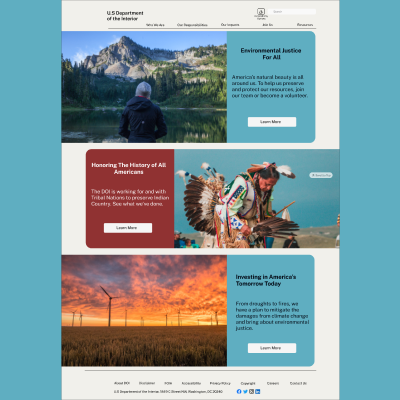 U.S Department
of the Interior
Who We Are
Our Responsibilities
Our Impacts
Join Us
Resources
Environmental Justice
For All
America's natural beauty is all
around us. To help us preserve
and protect our resources, join
our team or become a volunteer.
Learn More
Honoring The History of All
Americans
The DOI is working for and with
Tribal Nations to preserve Indian
Country. See what we've done.
Learn More
Investing in America's
Tomorrow Today
From droughts to fires, we
have a plan to mitigate the
damages from climate change
and bring about environmental
justice.
Learn More
About DOI
Disclaimer
FOIA
Accessibility
Privacy Policy
Copyright
Careers
Contact Us
U.S Department of the Interior, 1849 C Street NW, Washington, DC 20240